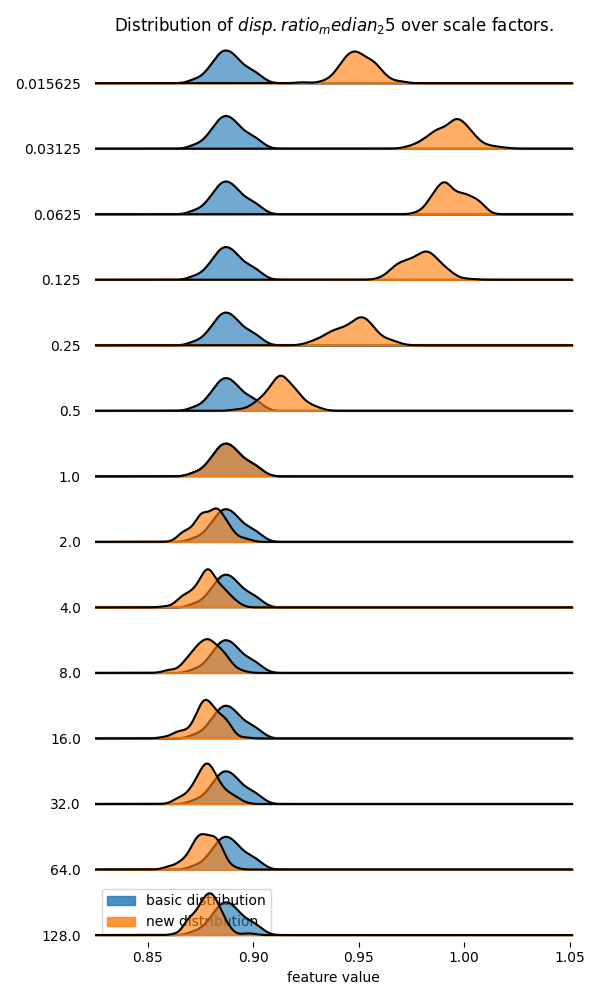 Distribution of disp.ratio_median_25 over scale factors.
0.015625
0.03125
0.0625
0.125
0.25
0.5
1.0
2.0
4.0
8.0
16.0
32.0
64.0
basic distribution
new distribution
128.0
0.85 0.90 0.95 1.00 1.05
feature value